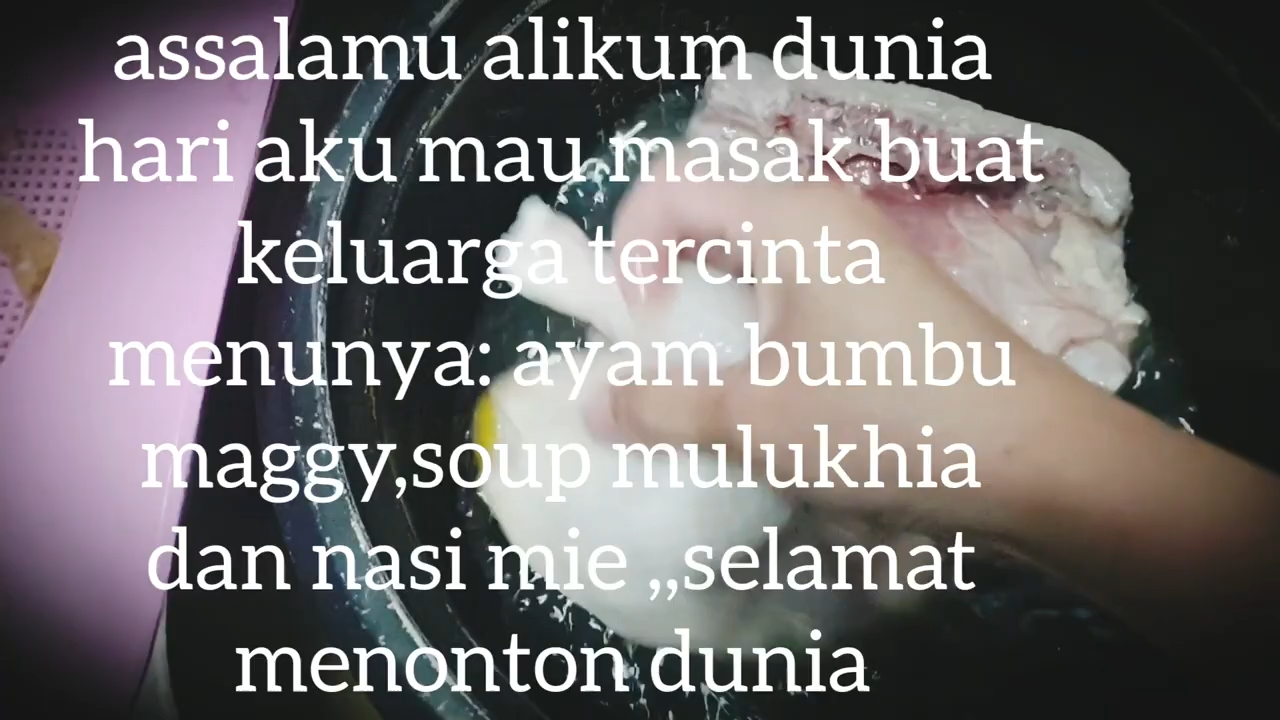 assalamu alikum dunia
hari aku mau masak buat
keluarga tercinta
menunya: ayam bumbu
maggy,soup mulukhia
dan nasi mie ,,selamat
menonton dunia